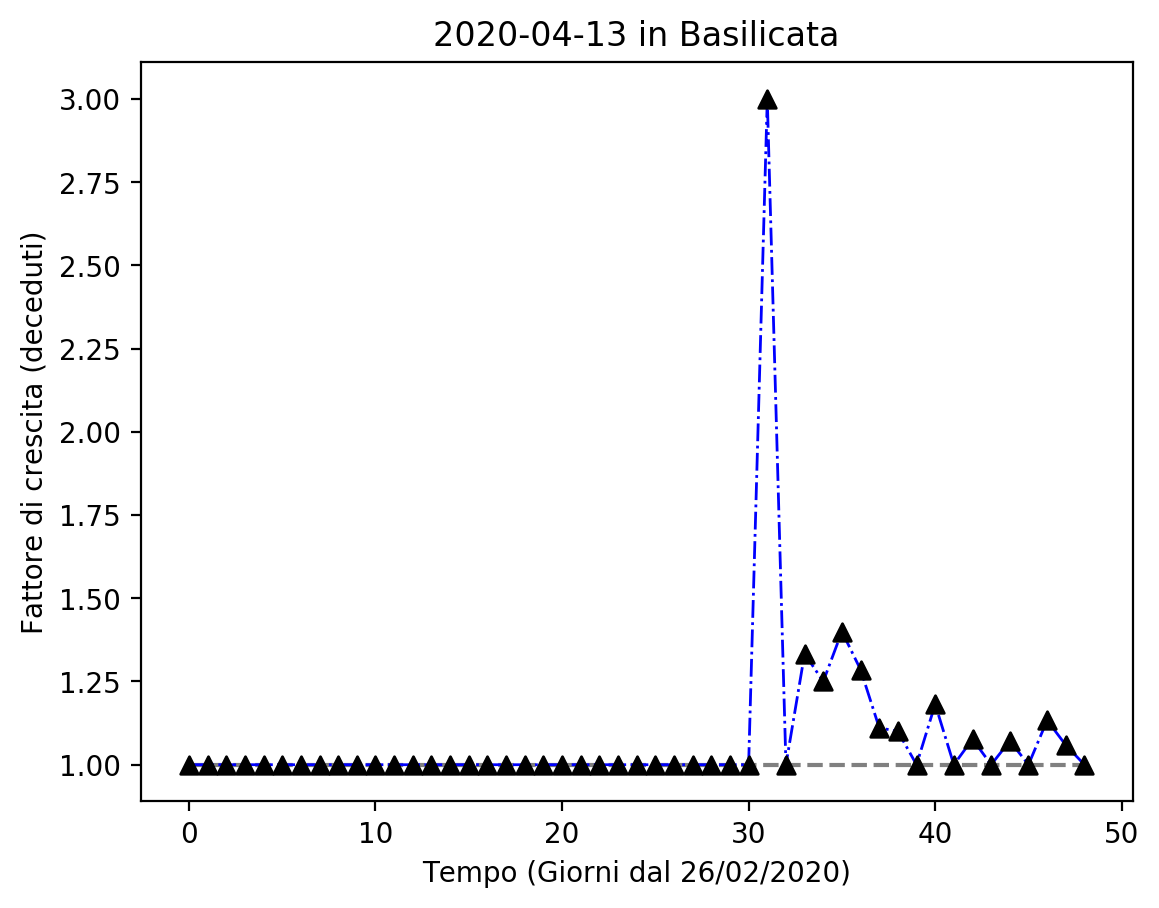 2020-04-13 in Basilicata
Fattore di crescita (deceduti)
3.00
2.75
2.50
2.25
2.00
1.75
1.50
1.25
1.00
0 10 20 30 40 50
Tempo (Giorni dal 26/02/2020)